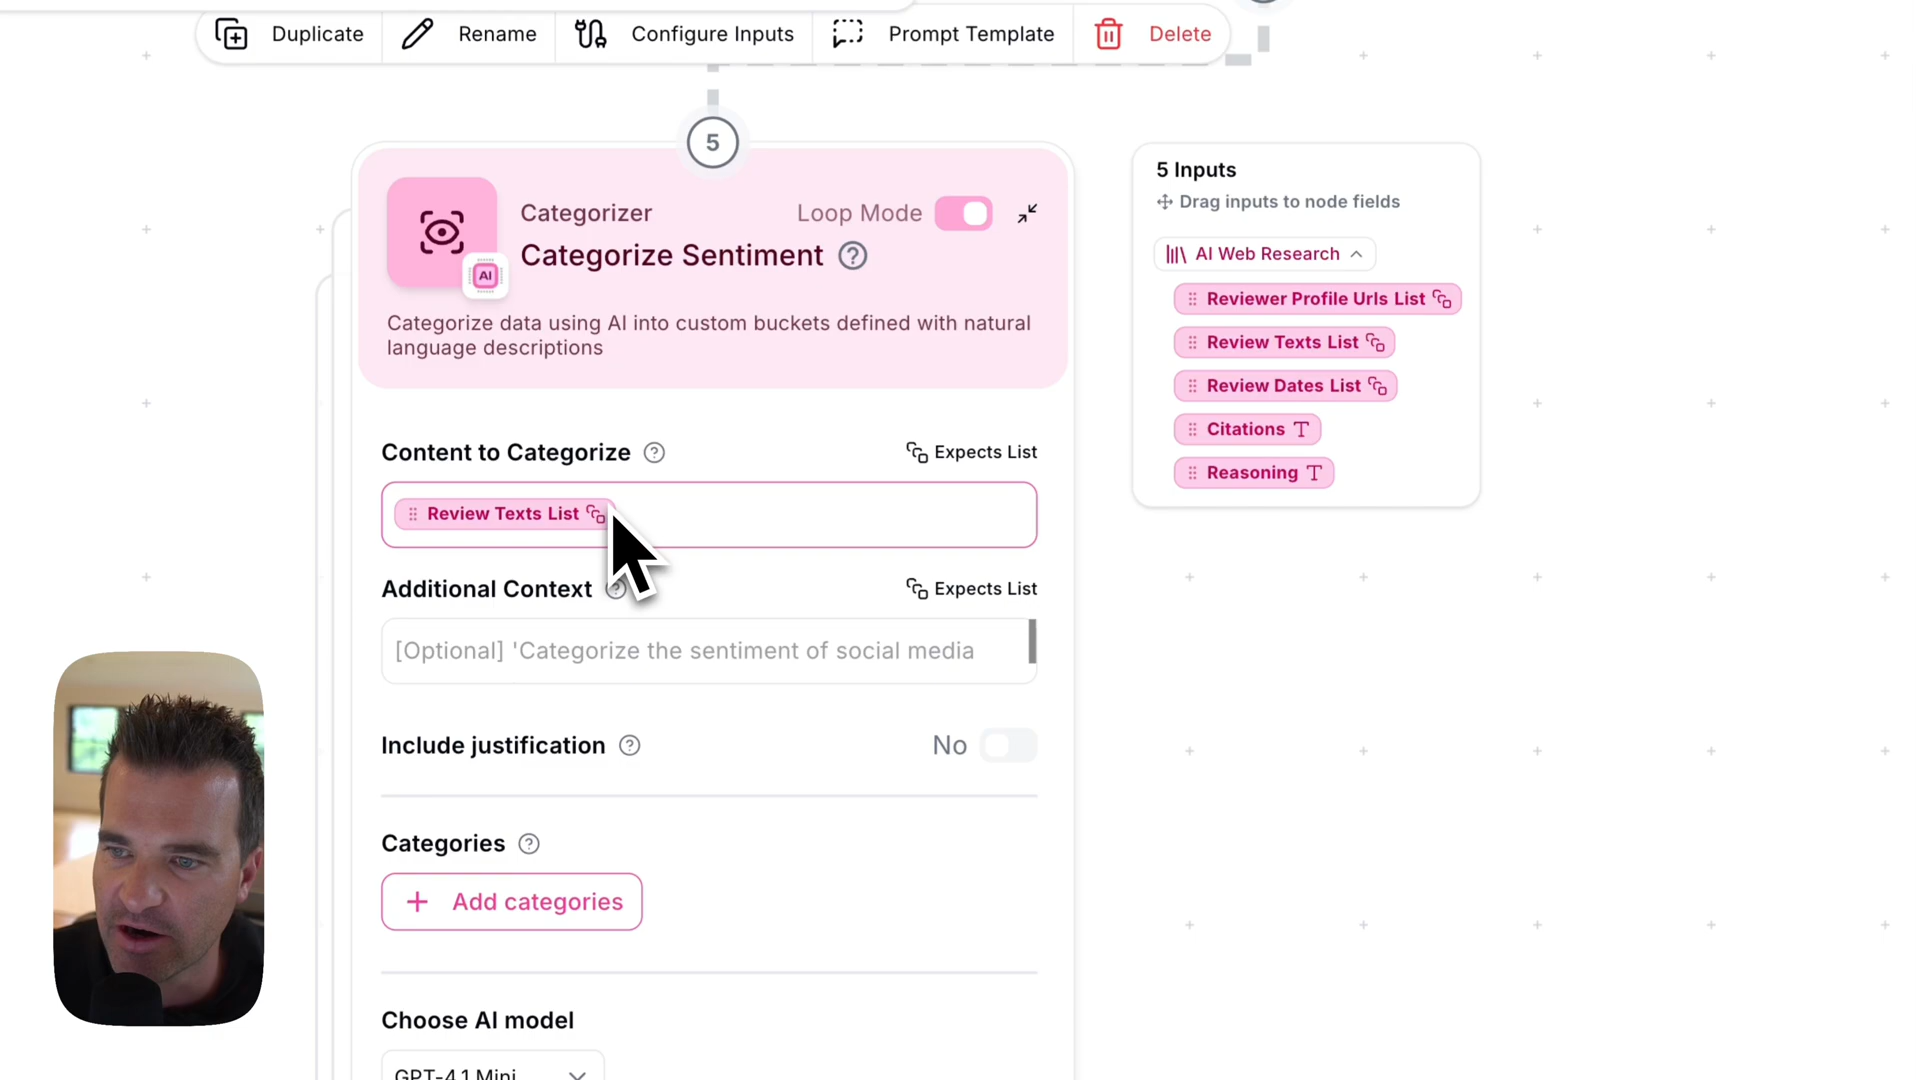 Duplicate
Rename
Configure Inputs
Prompt Template
Delete
5
Categorizer
Loop Mode
Categorize Sentiment
AI
Categorize data using AI into custom buckets defined with natural
language descriptions
Content to Categorize
Expects List
Review Texts List
Additional Context
Expects List
[Optional] 'Categorize the sentiment of social media
Include justification
No
Categories
+ Add categories
Choose AI model
GPT-4.1 Mini
5 Inputs
Drag inputs to node fields
AI Web Research
Reviewer Profile Urls List
Review Texts List
Review Dates List
Citations
Reasoning